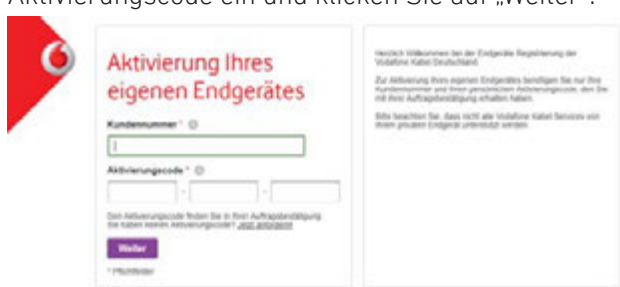 Aktivierungscode ein und klicken Sie auf „Weiter“.
Aktivierung Ihres
eigenen Endgerätes
Kundennummer *
Aktivierungscode *
- -
Den Aktivierungscode finden Sie in Ihrer Auftragsbestätigung
Sie haben keinen Aktivierungscode? Jetzt anfordern!
Weiter
* Pflichtfelder
Herzlich Willkommen bei der Endgeräte Registrierung der
Vodafone Kabel Deutschland.
Zur Aktivierung Ihres eigenen Endgerätes benötigen Sie nur Ihre
Kundennummer und Ihren persönlichen Aktivierungscode, den Sie
mit Ihrer Auftragsbestätigung erhalten haben.
Bitte beachten Sie, dass nicht alle Vodafone Kabel Services von
Ihrem privaten Endgerät unterstützt werden.